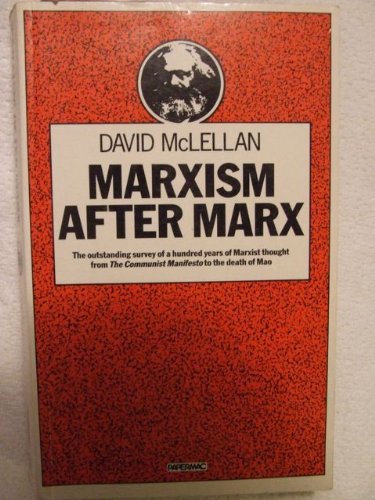 DAVID McLELLAN
MARXISM
AFTER MARX
The outstanding survey of a hundred years of Marxist thought
from The Communist Manifesto to the death of Mao
PAPERMAC